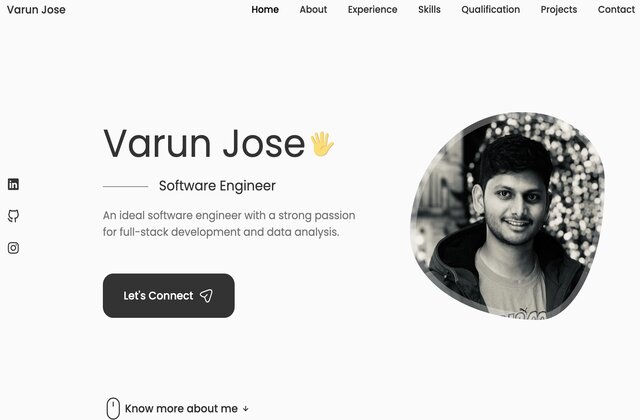 Varun Jose
Home About Experience Skills Qualification Projects Contact
Varun Jose
Software Engineer
An ideal software engineer with a strong passion
for full-stack development and data analysis.
Let's Connect
Know more about me